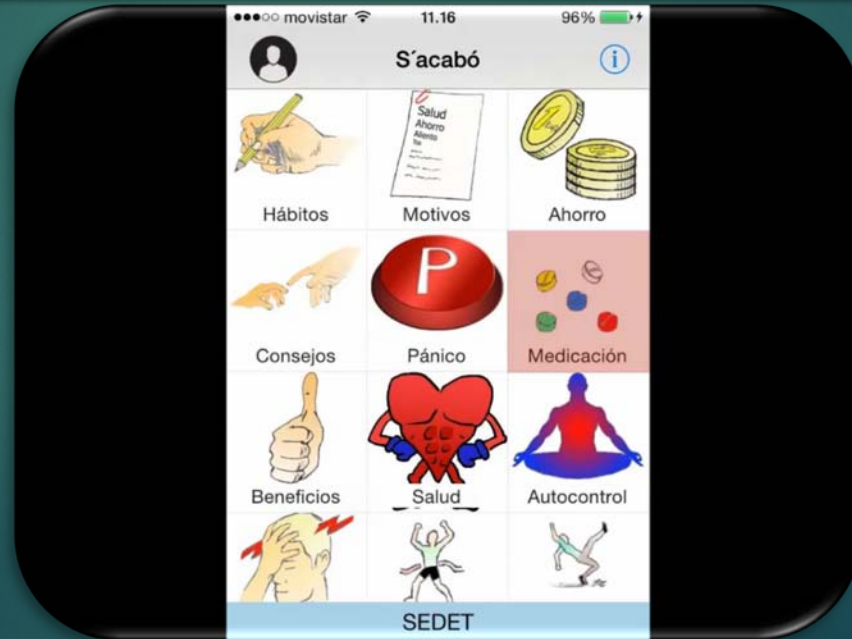 movistar 11.16 96%
S´acabó
Salud
Ahorro
Aliento
Hábitos Motivos Ahorro
P
Consejos Pánico Medicación
Beneficios Salud Autocontrol
SEDET